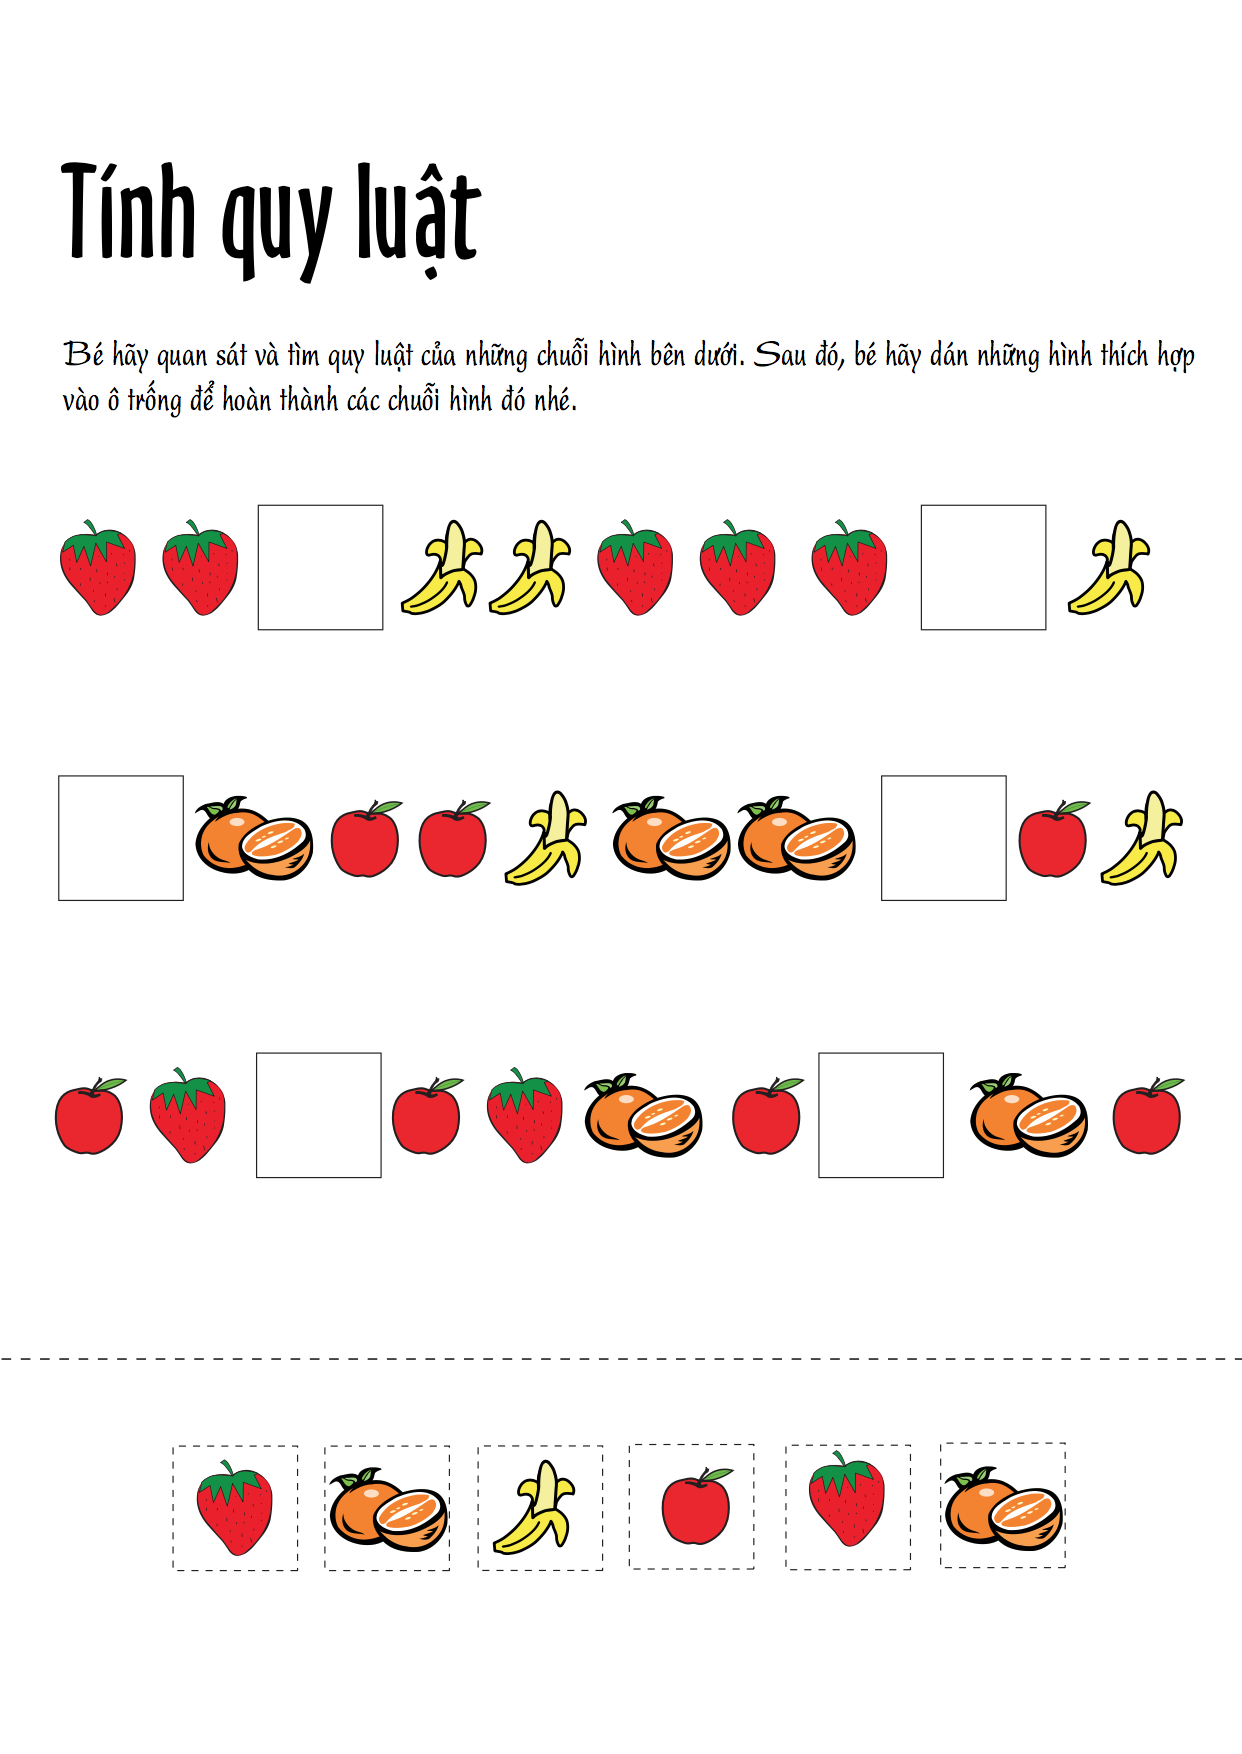 Tính quy luật
Bé hãy quan sát và tìm quy luật của những chuỗi hình bên dưới. Sau đó, bé hãy dán những hình thích hợp
vào ô trống để hoàn thành các chuỗi hình đó nhé.